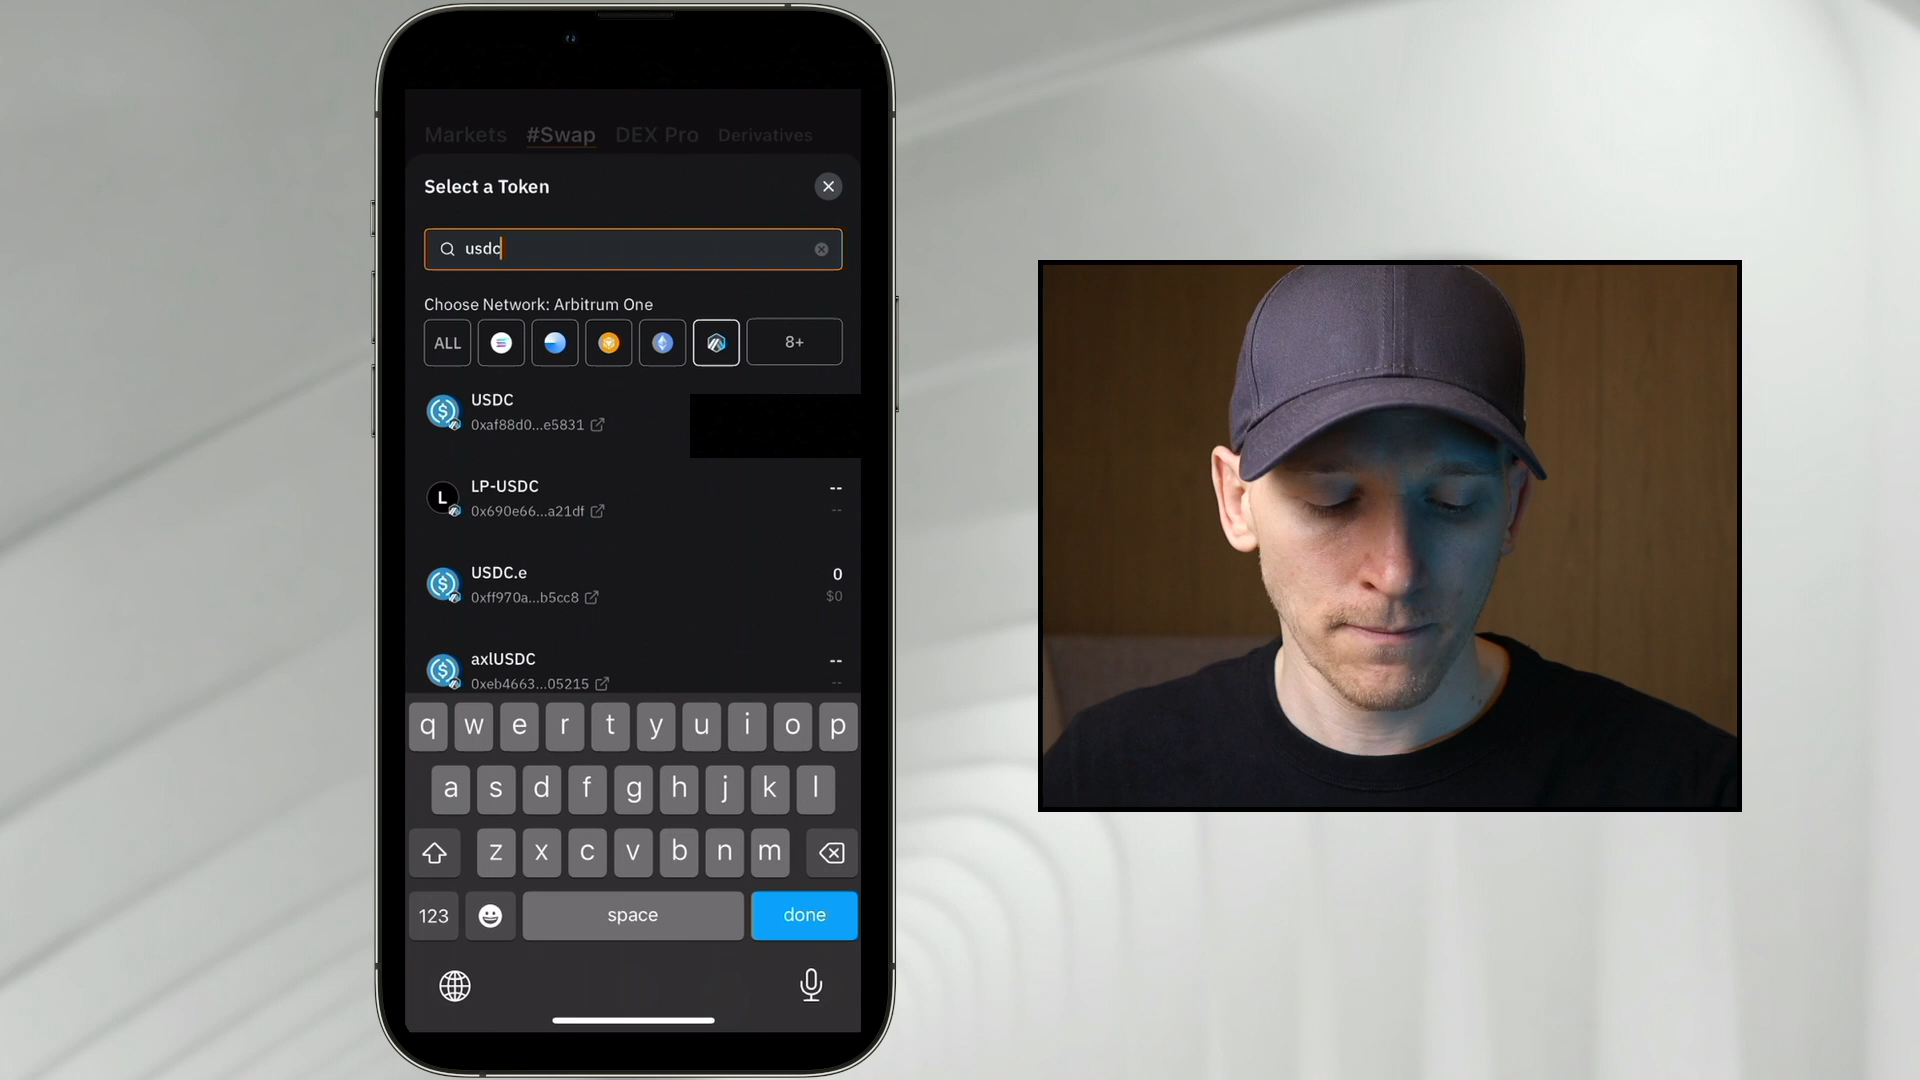 Markets #Swap DEX Pro Derivatives
Select a Token
usdc
Choose Network: Arbitrum One
ALL 8+
USDC
0xaf88d0...e5831
LP-USDC --
0x690e66...a21df --
USDC.e 0
0xff970a...b5cc8 $0
axlUSDC --
0xeb4663...05215 --
q w e r t y u i o p
a s d f g h j k l
z x c v b n m
123 space done